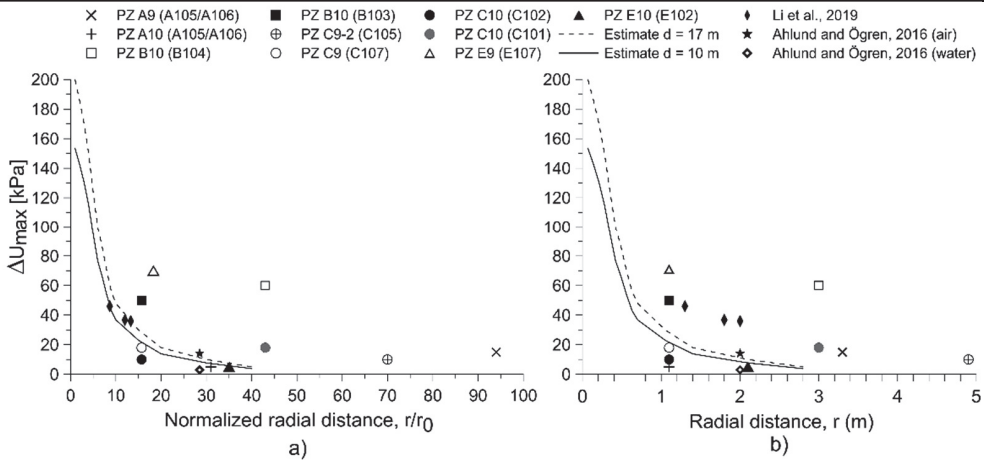 PZ A9 (A105/A106) PZ B10 (B103) PZ C10 (C102) PZ E10 (E102) Li et al., 2019
PZ A10 (A105/A106) PZ C9-2 (C105) PZ C10 (C101) Estimate d = 17 m Ahlund and Ögren, 2016 (air)
PZ B10 (B104) PZ C9 (C107) PZ E9 (E107) Estimate d = 10 m Ahlund and Ögren, 2016 (water)
ΔUmax [kPa]
200
180
160
140
120
100
80
60
40
20
0
0 10 20 30 40 50 60 70 80 90 100
Normalized radial distance, r/r0
a)
200
180
160
140
120
100
80
60
40
20
0
0 1 2 3 4 5
Radial distance, r (m)
b)